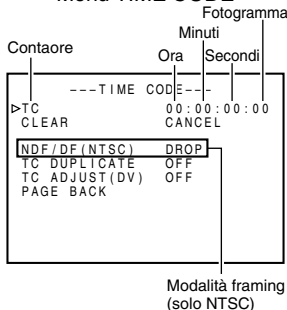 Menu TIME CODE
Fotogramma
Minuti
Contaore
Ora Secondi
---TIME CODE---
TC 00:00:00:00
CLEAR CANCEL
NDF/DF(NTSC) DROP
TC DUPLICATE OFF
TC ADJUST(DV) OFF
PAGE BACK
Modalità framing
(solo NTSC)